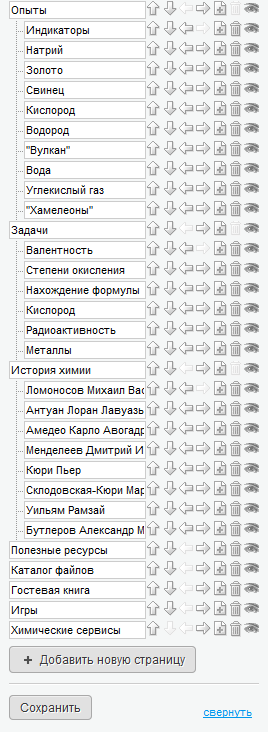 Опыты
Индикаторы
Натрий
Золото
Свинец
Кислород
Водород
"Вулкан"
Вода
Углекислый газ
"Хамелеоны"
Задачи
Валентность
Степени окисления
Нахождение формулы
Кислород
Радиоактивность
Металлы
История химии
Ломоносов Михаил Вас
Антуан Лоран Лавуазь
Амедео Карло Авогадр
Менделеев Дмитрий И
Кюри Пьер
Склодовская-Кюри Мар
Уильям Рамзай
Бутлеров Александр М
Полезные ресурсы
Каталог файлов
Гостевая книга
Игры
Химические сервисы
+ Добавить новую страницу
Сохранить
свернуть